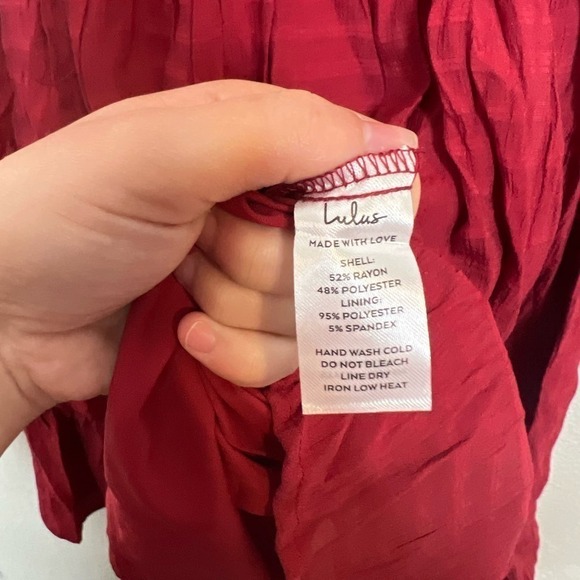 Lulus
MADE WITH LOVE
SHELL:
52% RAYON
48% POLYESTER
LINING:
95% POLYESTER
5% SPANDEX
HAND WASH COLD
DO NOT BLEACH
LINE DRY
IRON LOW HEAT